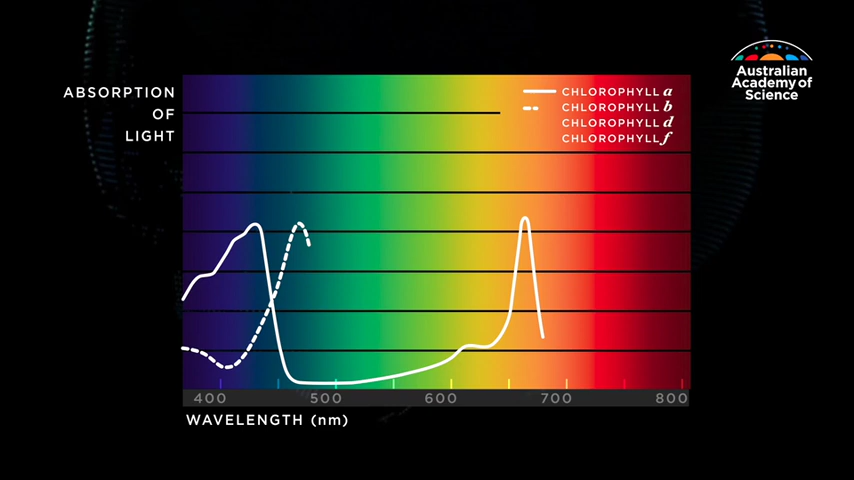 ABSORPTION
OF
LIGHT
CHLOROPHYLL a
CHLOROPHYLL b
CHLOROPHYLL d
CHLOROPHYLL f
Australian
Academy of
Science
400 500 600 700 800
WAVELENGTH (nm)